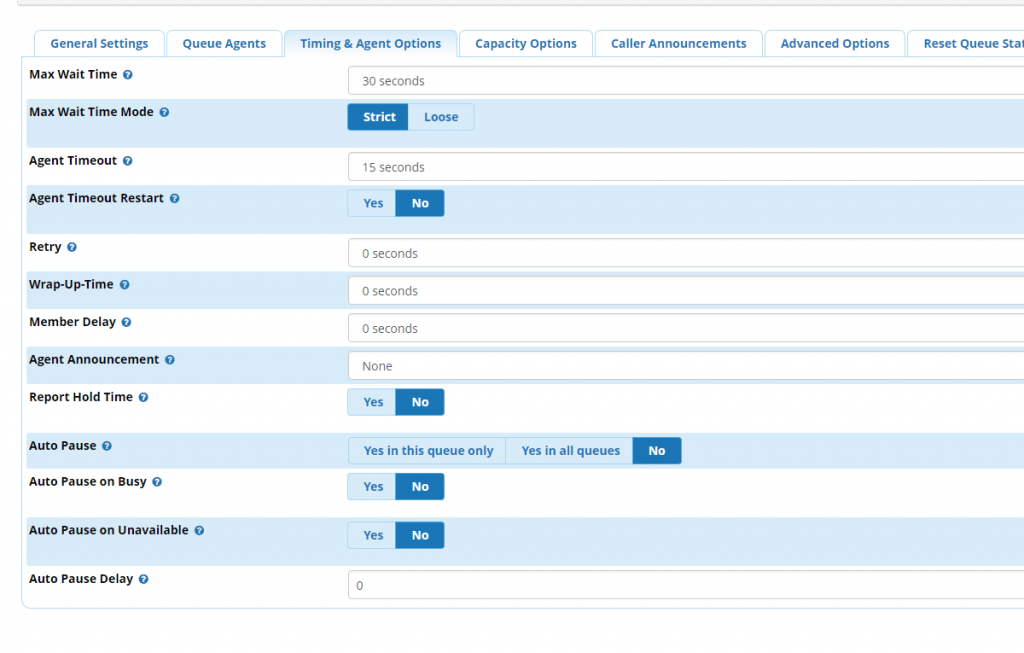 General Settings Queue Agents Timing & Agent Options Capacity Options Caller Announcements Advanced Options Reset Queue Stat
Max Wait Time 30 seconds
Max Wait Time Mode Strict Loose
Agent Timeout 15 seconds
Agent Timeout Restart Yes No
Retry 0 seconds
Wrap-Up-Time 0 seconds
Member Delay 0 seconds
Agent Announcement None
Report Hold Time Yes No
Auto Pause Yes in this queue only Yes in all queues No
Auto Pause on Busy Yes No
Auto Pause on Unavailable Yes No
Auto Pause Delay 0